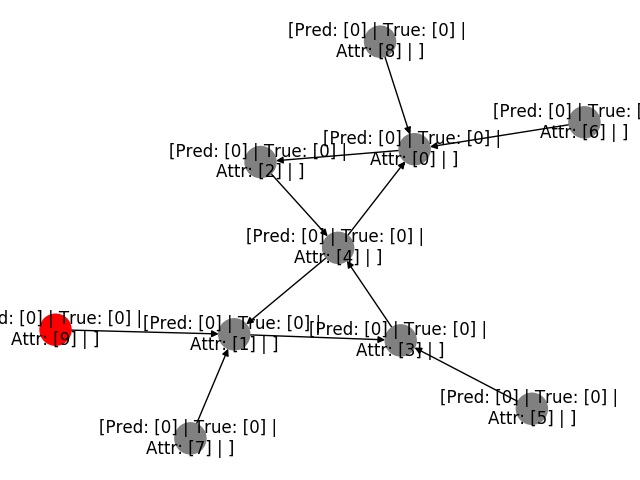 [Pred: [0] | True: [0] |
Attr: [8] | ]
[Pred: [0] | True: [
Attr: [6] | ]
[Pred: [0] | True: [0] |
Attr: [0] | ]
[Pred: [0] | True: [0] |
Attr: [2] | ]
[Pred: [0] | True: [0] |
Attr: [4] | ]
d: [0] | True: [0] |
Attr: [9] | ]
[Pred: [0] | True: [0] |
Attr: [1] | ]
[Pred: [0] | True: [0] |
Attr: [3] | ]
[Pred: [0] | True: [0] |
Attr: [5] | ]
[Pred: [0] | True: [0] |
Attr: [7] | ]